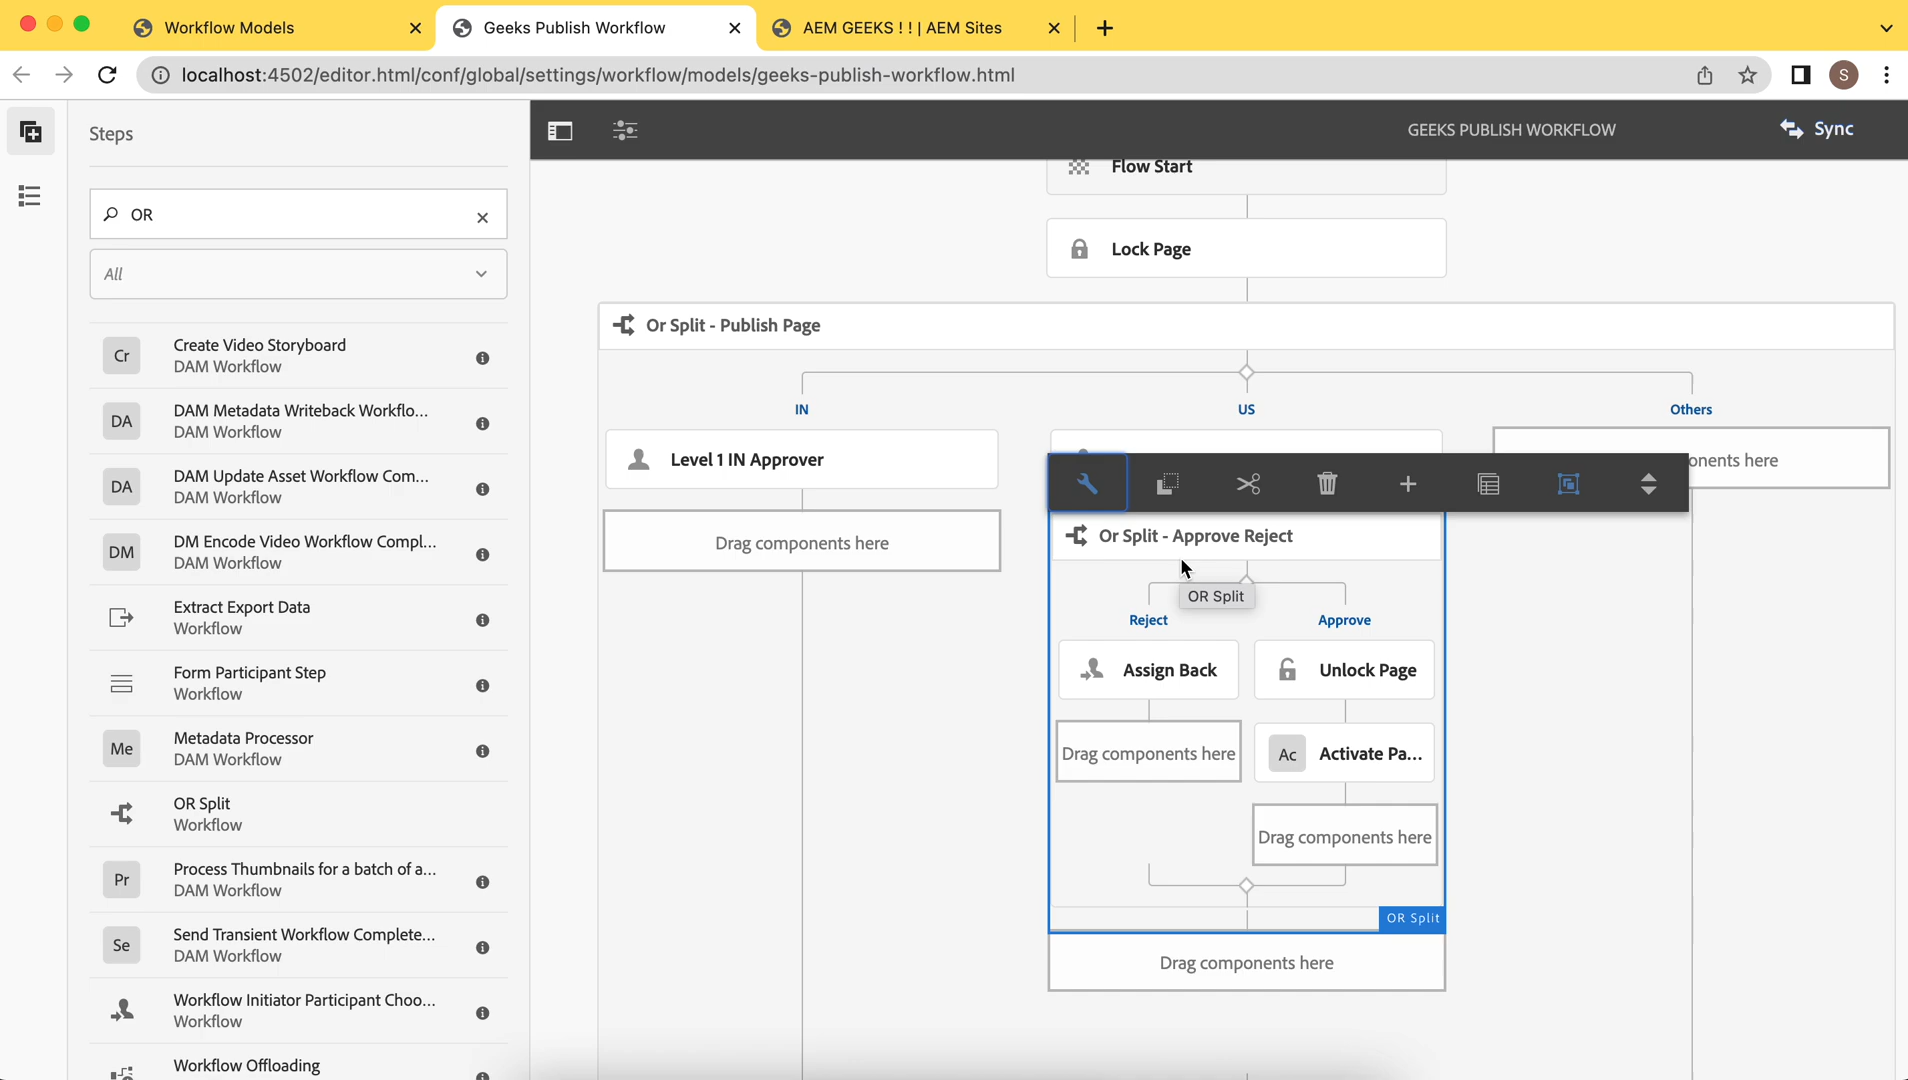 Workflow Models
Geeks Publish Workflow
AEM GEEKS ! ! | AEM Sites
localhost:4502/editor.html/conf/global/settings/workflow/models/geeks-publish-workflow.html
S
Steps
OR
All
Cr
Create Video Storyboard
DAM Workflow
DA
DAM Metadata Writeback Workflo...
DAM Workflow
DA
DAM Update Asset Workflow Com...
DAM Workflow
DM
DM Encode Video Workflow Compl...
DAM Workflow
Extract Export Data
Workflow
Form Participant Step
Workflow
Me
Metadata Processor
DAM Workflow
OR Split
Workflow
Pr
Process Thumbnails for a batch of a...
DAM Workflow
Se
Send Transient Workflow Complete...
DAM Workflow
Workflow Initiator Participant Choo...
Workflow
Workflow Offloading
GEEKS PUBLISH WORKFLOW
Sync
Flow Start
Lock Page
Or Split - Publish Page
IN
US
Others
Level 1 IN Approver
onents here
Drag components here
Or Split - Approve Reject
OR Split
Reject
Approve
Assign Back
Unlock Page
Drag components here
Ac
Activate Pa...
Drag components here
OR Split
Drag components here